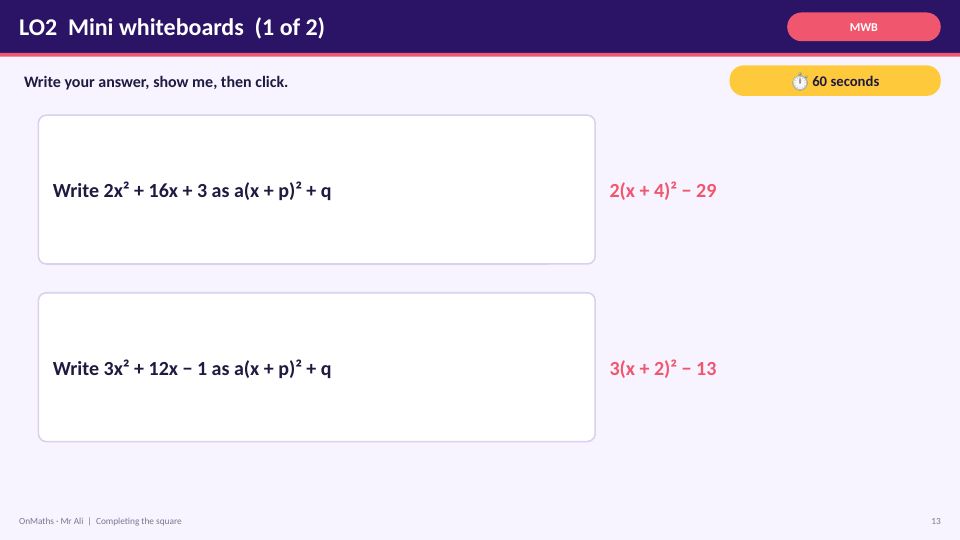 LO2 Mini whiteboards (1 of 2)
MWB
Write your answer, show me, then click.
⏱ 60 seconds
Write 2x² + 16x + 3 as a(x + p)² + q
2(x + 4)² − 29
Write 3x² + 12x − 1 as a(x + p)² + q
3(x + 2)² − 13
OnMaths · Mr Ali | Completing the square
13